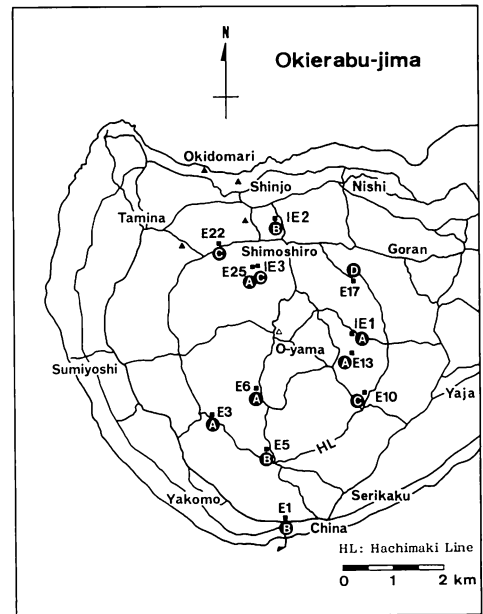 N
Okierabu-jima
Okidomari
Shinjo
Nishi
Tamina
IE2
B
E22
C
Shimoshiro
Goran
E25 IE3
A C
D
E17
IE1
A
O-yama
A E13
Sumiyoshi
E6
A
E10
C
Yaja
E3
A
E5
B
HL
Serikaku
Yakomo
E1
B
China
HL: Hachimaki Line
0 1 2 km